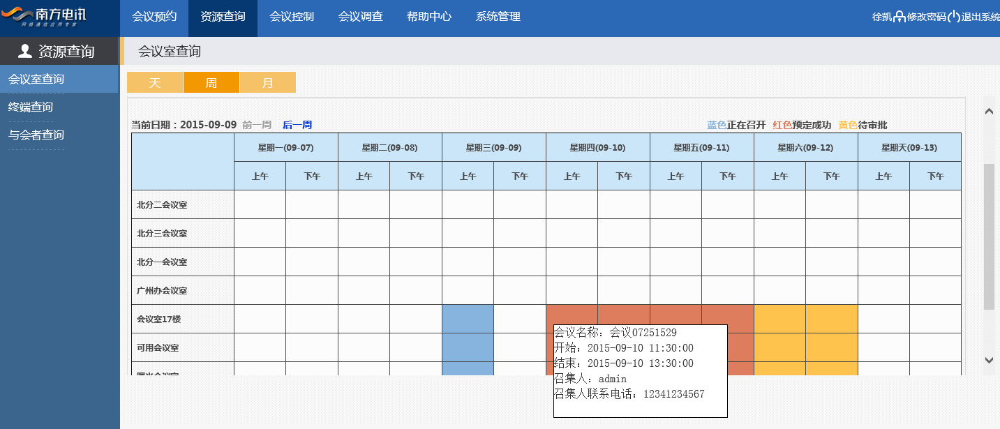 南方电讯
网络通信应用专家
会议预约 资源查询 会议控制 会议调查 帮助中心 系统管理
徐凯 修改密码 退出系统
资源查询
会议室查询
终端查询
与会者查询
会议室查询
天 周 月
当前日期：2015-09-09 前一周 后一周
蓝色正在召开 红色预定成功 黄色待审批
星期一(09-07) 星期二(09-08) 星期三(09-09) 星期四(09-10) 星期五(09-11) 星期六(09-12) 星期天(09-13)
上午 下午 上午 下午 上午 下午 上午 下午 上午 下午 上午 下午 上午 下午
北分二会议室
北分三会议室
北分一会议室
广州办会议室
会议室17楼
可用会议室
会议名称：会议07251529
开始：2015-09-10 11:30:00
结束：2015-09-10 13:30:00
召集人：admin
召集人联系电话：12341234567